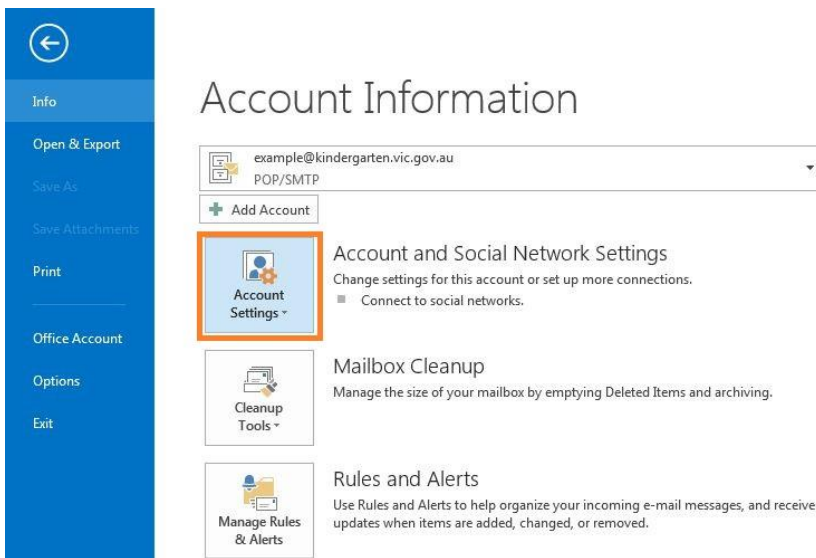 Info
Open & Export
Save As
Save Attachments
Print
Office Account
Options
Exit
Account Information
example@kindergarten.vic.gov.au
POP/SMTP
Add Account
Account
Settings
Account and Social Network Settings
Change settings for this account or set up more connections.
Connect to social networks.
Cleanup
Tools
Mailbox Cleanup
Manage the size of your mailbox by emptying Deleted Items and archiving.
Manage Rules
& Alerts
Rules and Alerts
Use Rules and Alerts to help organize your incoming e-mail messages, and receive
updates when items are added, changed, or removed.